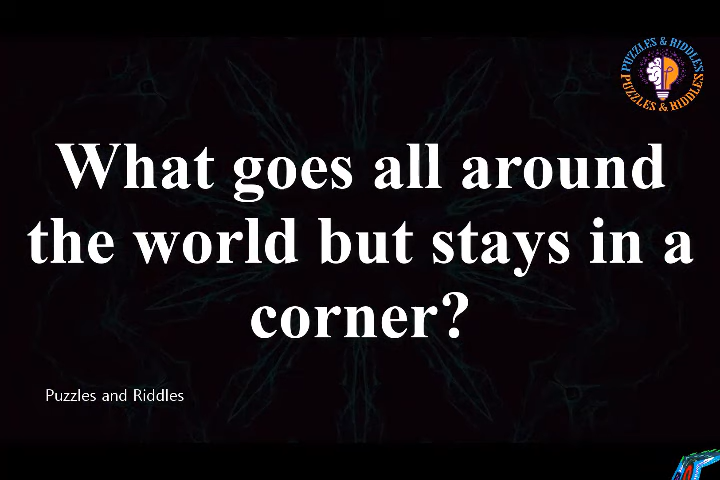 PUZZLES & RIDDLES
PUZZLES & RIDDLES
What goes all around
the world but stays in a
corner?
Puzzles and Riddles